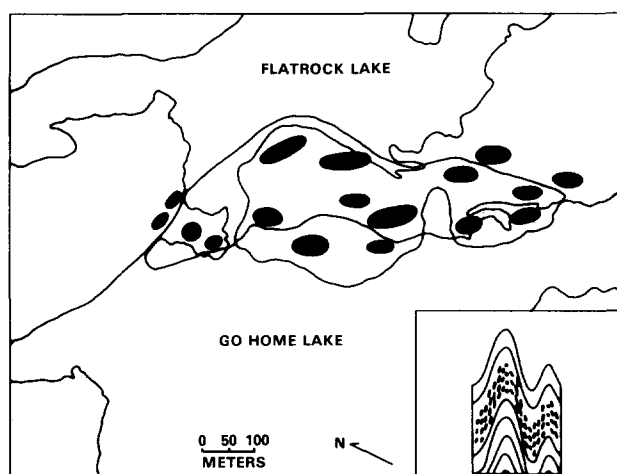 FLATROCK LAKE
GO HOME LAKE
0 50 100
METERS
N